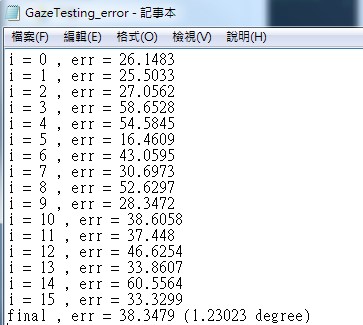 GazeTesting_error - 記事本
檔案(F) 編輯(E) 格式(O) 檢視(V) 說明(H)
i = 0 , err = 26.1483
i = 1 , err = 25.5033
i = 2 , err = 27.0562
i = 3 , err = 58.6528
i = 4 , err = 54.5845
i = 5 , err = 16.4609
i = 6 , err = 43.0595
i = 7 , err = 30.6973
i = 8 , err = 52.6297
i = 9 , err = 28.3472
i = 10 , err = 38.6058
i = 11 , err = 37.448
i = 12 , err = 46.6254
i = 13 , err = 33.8607
i = 14 , err = 60.5564
i = 15 , err = 33.3299
final , err = 38.3479 (1.23023 degree)